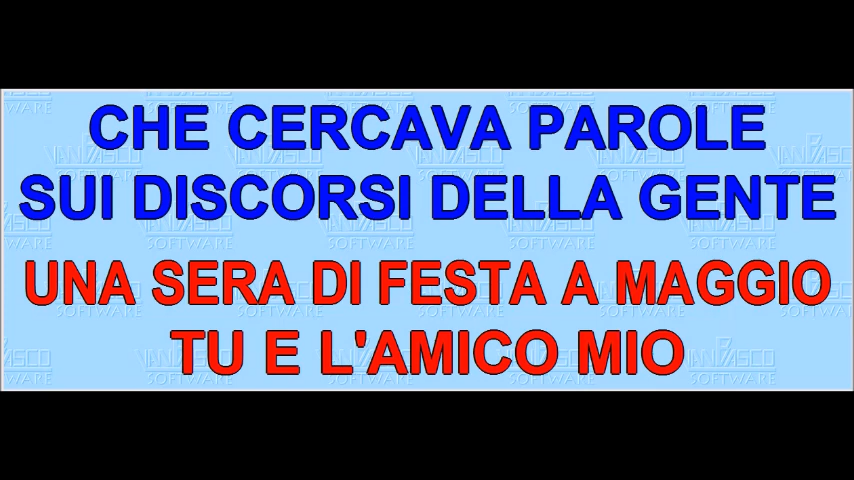 CHE CERCAVA PAROLE
SUI DISCORSI DELLA GENTE
UNA SERA DI FESTA A MAGGIO
TU E L'AMICO MIO